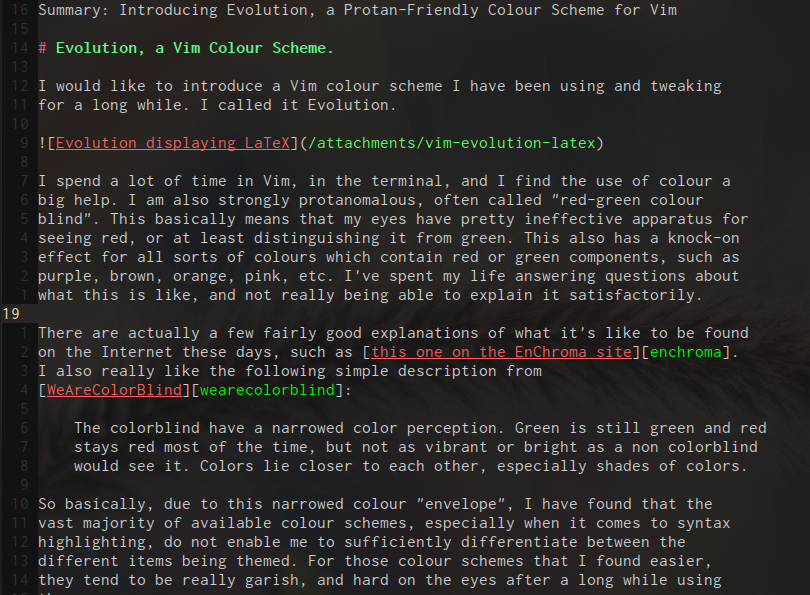 16 Summary: Introducing Evolution, a Protan-Friendly Colour Scheme for Vim
15
14 # Evolution, a Vim Colour Scheme.
13
12 I would like to introduce a Vim colour scheme I have been using and tweaking
11 for a long while. I called it Evolution.
10
9 ![Evolution displaying LaTeX](/attachments/vim-evolution-latex)
8
7 I spend a lot of time in Vim, in the terminal, and I find the use of colour a
6 big help. I am also strongly protanomalous, often called "red-green colour
5 blind". This basically means that my eyes have pretty ineffective apparatus for
4 seeing red, or at least distinguishing it from green. This also has a knock-on
3 effect for all sorts of colours which contain red or green components, such as
2 purple, brown, orange, pink, etc. I've spent my life answering questions about
1 what this is like, and not really being able to explain it satisfactorily.
19
1 There are actually a few fairly good explanations of what it's like to be found
2 on the Internet these days, such as [this one on the EnChroma site][enchroma].
3 I also really like the following simple description from
4 [WeAreColorBlind][wearecolorblind]:
5
6 The colorblind have a narrowed color perception. Green is still green and red
7 stays red most of the time, but not as vibrant or bright as a non colorblind
8 would see it. Colors lie closer to each other, especially shades of colors.
9
10 So basically, due to this narrowed colour "envelope", I have found that the
11 vast majority of available colour schemes, especially when it comes to syntax
12 highlighting, do not enable me to sufficiently differentiate between the
13 different items being themed. For those colour schemes that I found easier,
14 they tend to be really garish, and hard on the eyes after a long while using